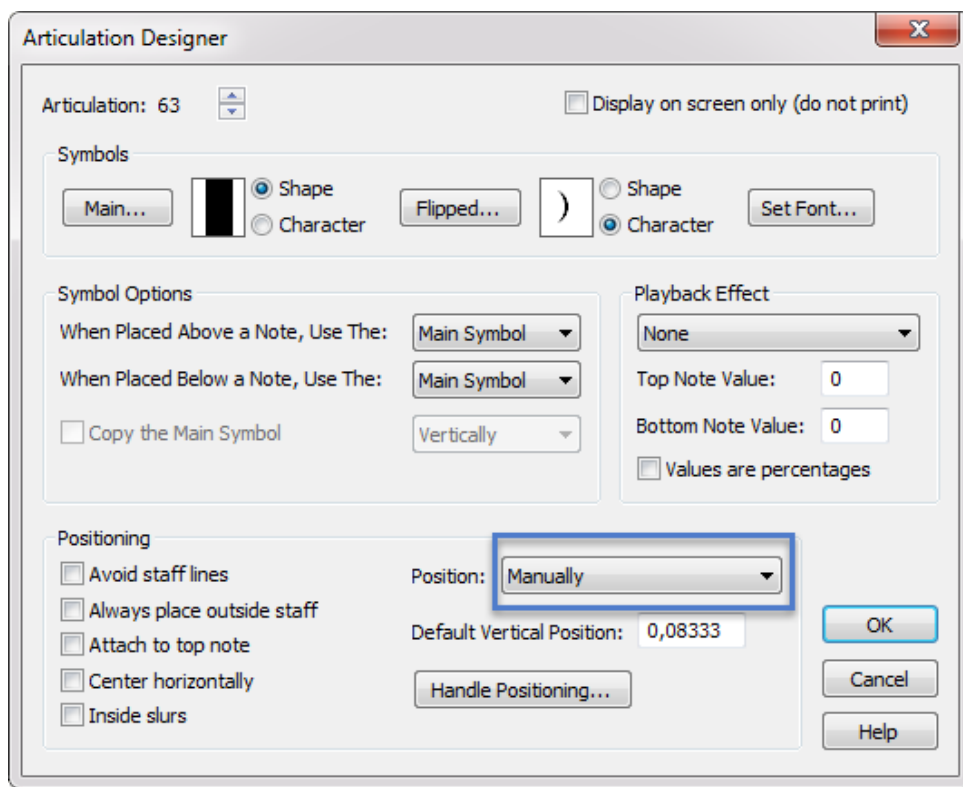 Articulation Designer
Articulation: 63
Display on screen only (do not print)
Symbols
Main...
Shape
Character
Flipped...
)
Shape
Character
Set Font...
Symbol Options
When Placed Above a Note, Use The: Main Symbol
When Placed Below a Note, Use The: Main Symbol
Copy the Main Symbol Vertically
Playback Effect
None
Top Note Value: 0
Bottom Note Value: 0
Values are percentages
Positioning
Avoid staff lines
Always place outside staff
Attach to top note
Center horizontally
Inside slurs
Position: Manually
Default Vertical Position: 0,08333
Handle Positioning...
OK
Cancel
Help